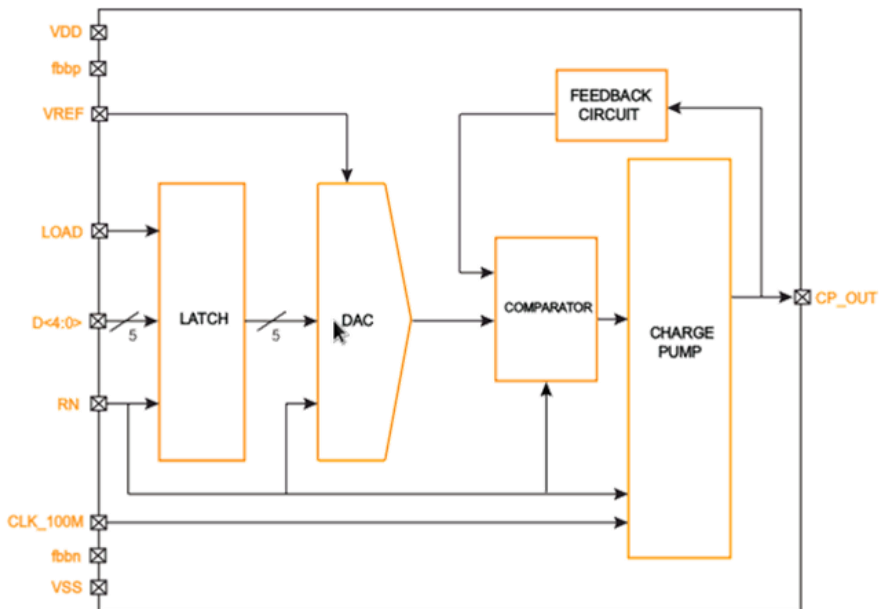 VDD
fbbp
VREF
FEEDBACK
CIRCUIT
LOAD
D<4:0>
5
LATCH
5
DAC
COMPARATOR
CHARGE
PUMP
CP_OUT
RN
CLK_100M
fbbn
VSS